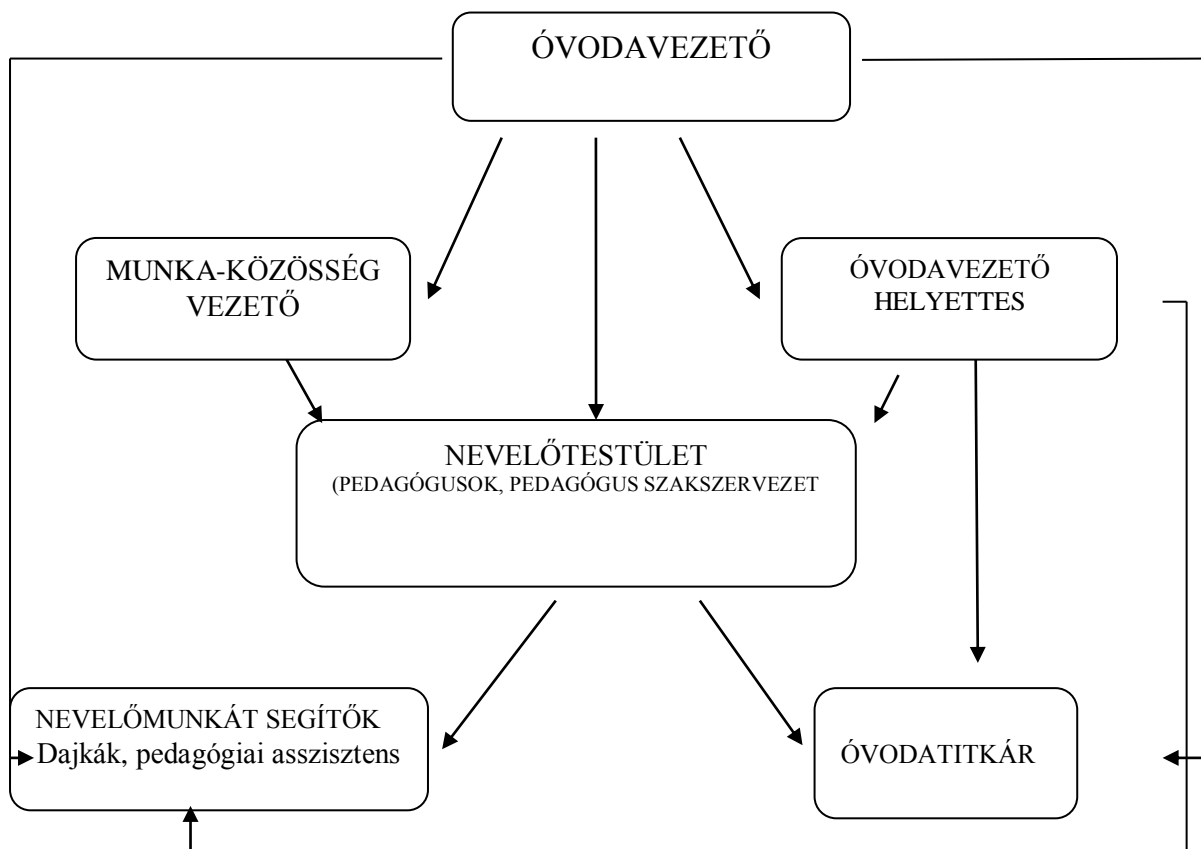 ÓVODAVEZETŐ
MUNKA-KÖZÖSSÉG
VEZETŐ
ÓVODAVEZETŐ
HELYETTES
NEVELŐTESTÜLET
(PEDAGÓGUSOK, PEDAGÓGUS SZAKSZERVEZET
NEVELŐMUNKÁT SEGÍTŐK
Dajkák, pedagógiai asszisztens
ÓVODATITKÁR